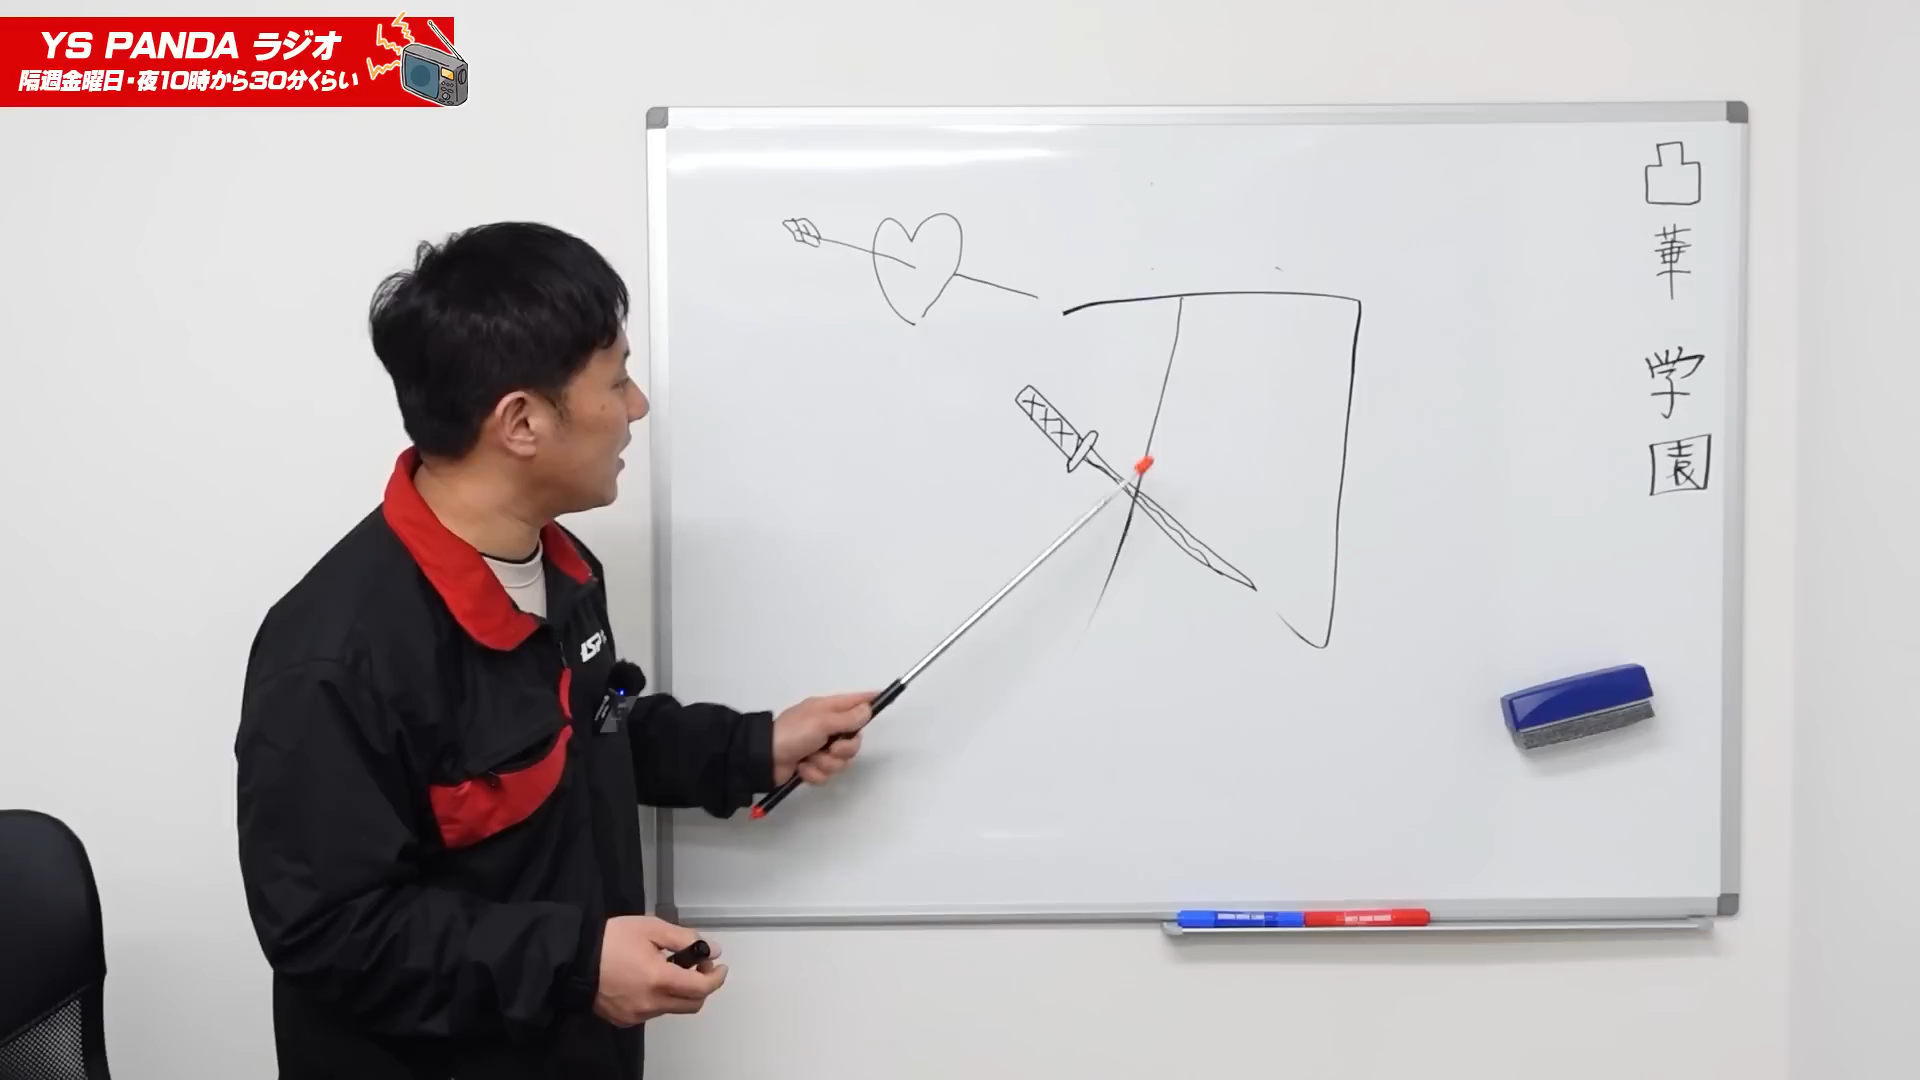 YS PANDA ラジオ
隔週金曜日・夜10時から30分くらい
凸
華
学
園